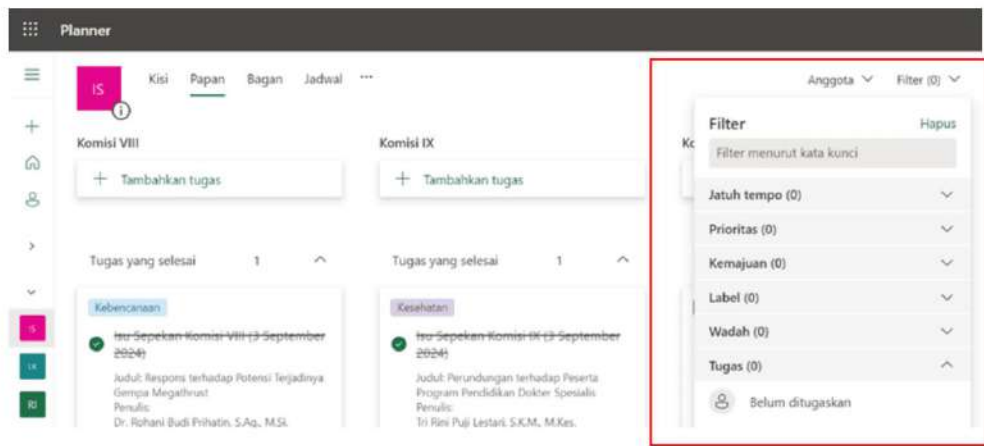 Planner
IS
Kisi Papan Bagan Jadwal ...
Anggota Filter (0)
Komisi VIII
Komisi IX
Ko
+ Tambahkan tugas
+ Tambahkan tugas
Tugas yang selesai 1
Tugas yang selesai 1
Kebencanaan
Isu Sepekan Komisi VIII (3 September
2024)
Judul: Respons terhadap Potensi Terjadinya
Gempa Megathrust
Penulis:
Dr. Rohani Budi Prihatin, S.Ag., M.Si.
Kesehatan
Isu Sepekan Komisi IX (3 September
2024)
Judul: Perundungan terhadap Peserta
Program Pendidikan Dokter Spesialis
Penulis:
Tri Rini Puji Lestari, S.K.M., M.Kes.
Filter Hapus
Filter menurut kata kunci
Jatuh tempo (0)
Prioritas (0)
Kemajuan (0)
Label (0)
Wadah (0)
Tugas (0)
Belum ditugaskan
IS
LK
RI